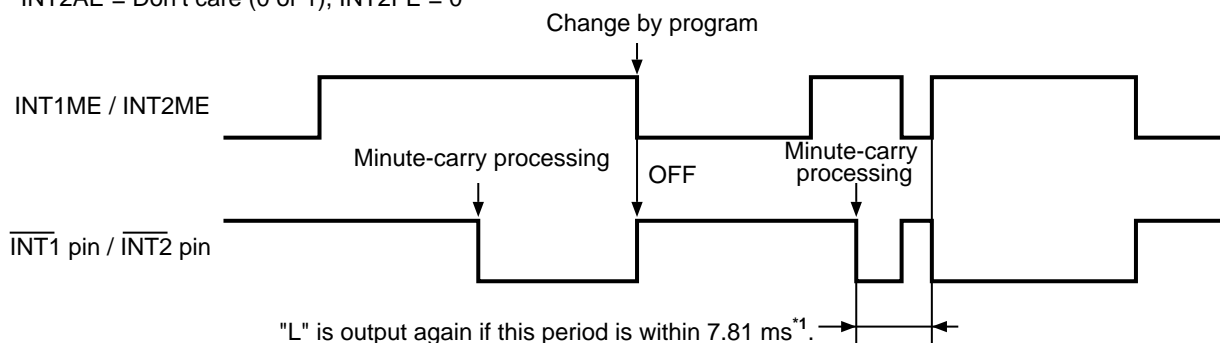 INT2AE = Don't care (0 or 1), INT2FE = 0
Change by program
INT1ME / INT2ME
Minute-carry processing
OFF
Minute-carry
processing
INT1 pin / INT2 pin
"L" is output again if this period is within 7.81 ms*1.